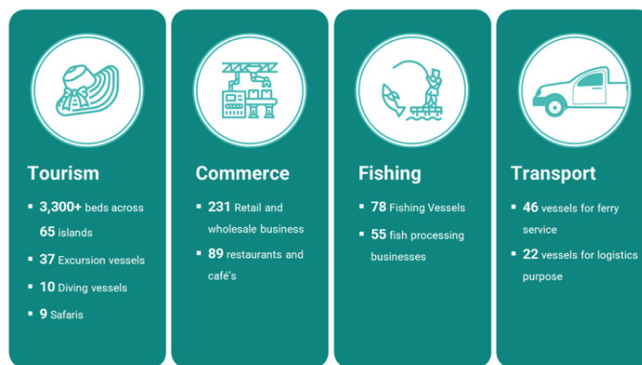 Tourism
▪ 3,300+ beds across
65 islands
▪ 37 Excursion vessels
▪ 10 Diving vessels
▪ 9 Safaris
Commerce
▪ 231 Retail and
wholesale business
▪ 89 restaurants and
café's
Fishing
▪ 78 Fishing Vessels
▪ 55 fish processing
businesses
Transport
▪ 46 vessels for ferry
service
▪ 22 vessels for logistics
purpose